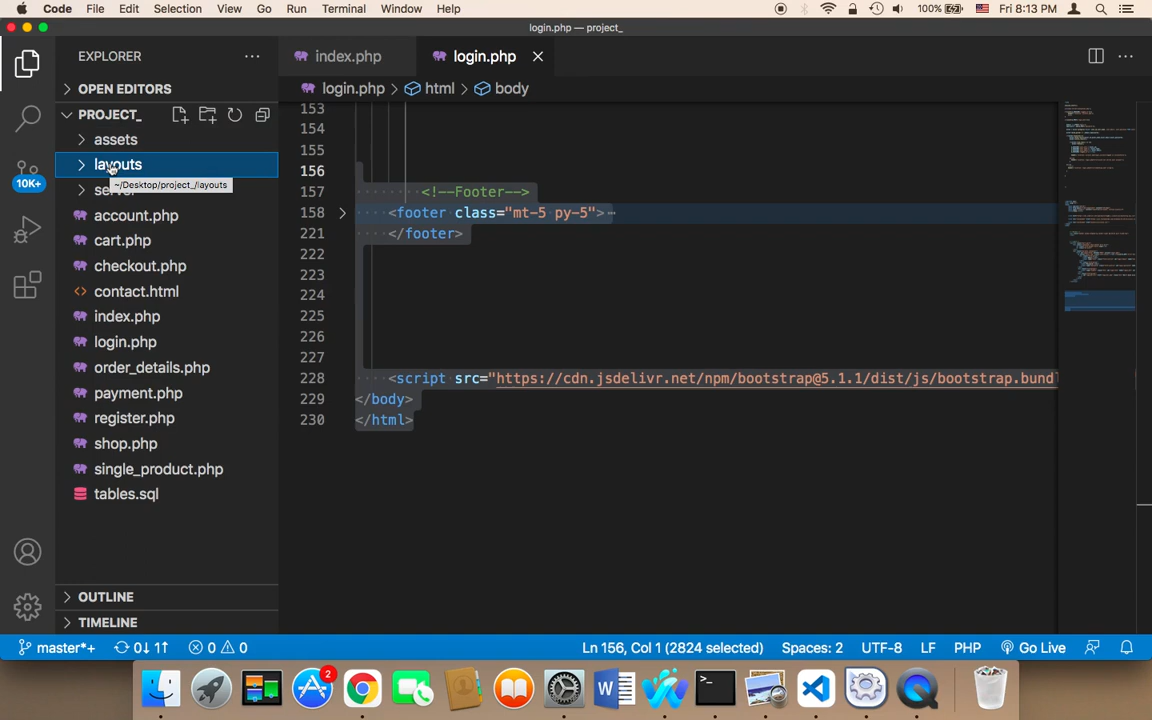 Code File Edit Selection View Go Run Terminal Window Help 100% Fri 8:13 PM
login.php — project_
EXPLORER ···
index.php
login.php
OPEN EDITORS
login.php > html > body
PROJECT_
assets
layouts
~/Desktop/project_/layouts
server
account.php
cart.php
checkout.php
contact.html
index.php
login.php
order_details.php
payment.php
register.php
shop.php
single_product.php
tables.sql
OUTLINE
TIMELINE
10K+
153
154
155
156
157 <!--Footer-->
158 <footer class="mt-5 py-5">···
221 </footer>
222
223
224
225
226
227
228 <script src="https://cdn.jsdelivr.net/npm/bootstrap@5.1.1/dist/js/bootstrap.bundl
229 </body>
230 </html>
master*+ 0↓ 1↑ 0 0 Ln 156, Col 1 (2824 selected) Spaces: 2 UTF-8 LF PHP Go Live
2